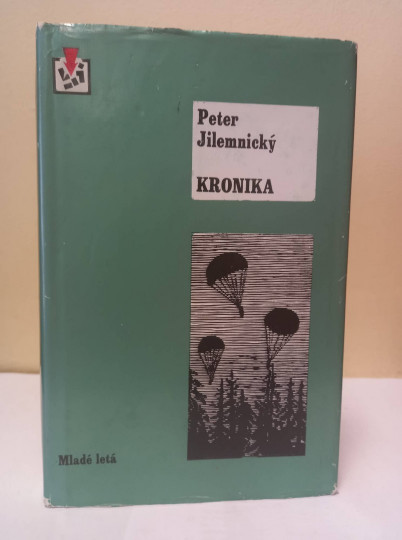 Peter
Jilemnický
KRONIKA
Mladé letá